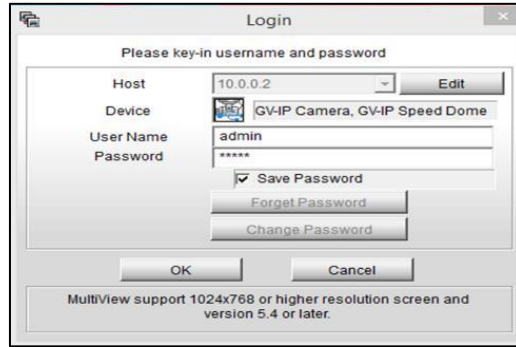 Login
Please key-in username and password
Host 10.0.0.2 Edit
Device GV-IP Camera, GV-IP Speed Dome
User Name admin
Password *****
Save Password
Forget Password
Change Password
OK Cancel
MultiView support 1024x768 or higher resolution screen and
version 5.4 or later.